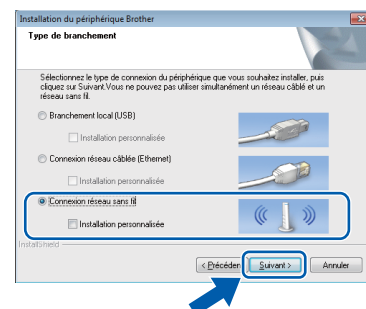 Installation du périphérique Brother
Type de branchement
Sélectionnez le type de connexion du périphérique que vous souhaitez installer, puis
cliquez sur Suivant.Vous ne pouvez pas utiliser simultanément un réseau câblé et un
réseau sans fil.
Branchement local (USB)
Installation personnalisée
Connexion réseau câblée (Ethernet)
Installation personnalisée
Connexion réseau sans fil
Installation personnalisée
InstallShield
< Précéden
Suivant >
Annuler